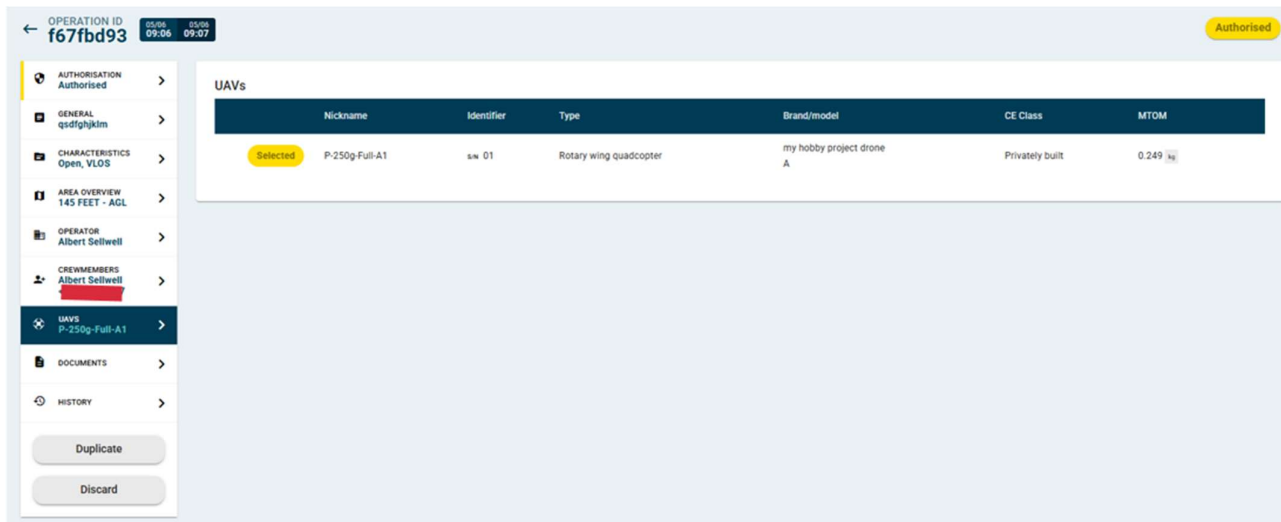 OPERATION ID
f67fbd93
05/06 05/06
09:06 09:07
Authorised
AUTHORISATION
Authorised
GENERAL
qsdfghjklm
CHARACTERISTICS
Open, VLOS
AREA OVERVIEW
145 FEET - AGL
OPERATOR
Albert Sellwell
CREWMEMBERS
Albert Sellwell
UAVS
P-250g-Full-A1
DOCUMENTS
HISTORY
Duplicate
Discard
UAVs
Nickname Identifier Type Brand/model CE Class MTOM
Selected P-250g-Full-A1 S/N 01 Rotary wing quadcopter my hobby project drone Privately built 0.249 kg
A